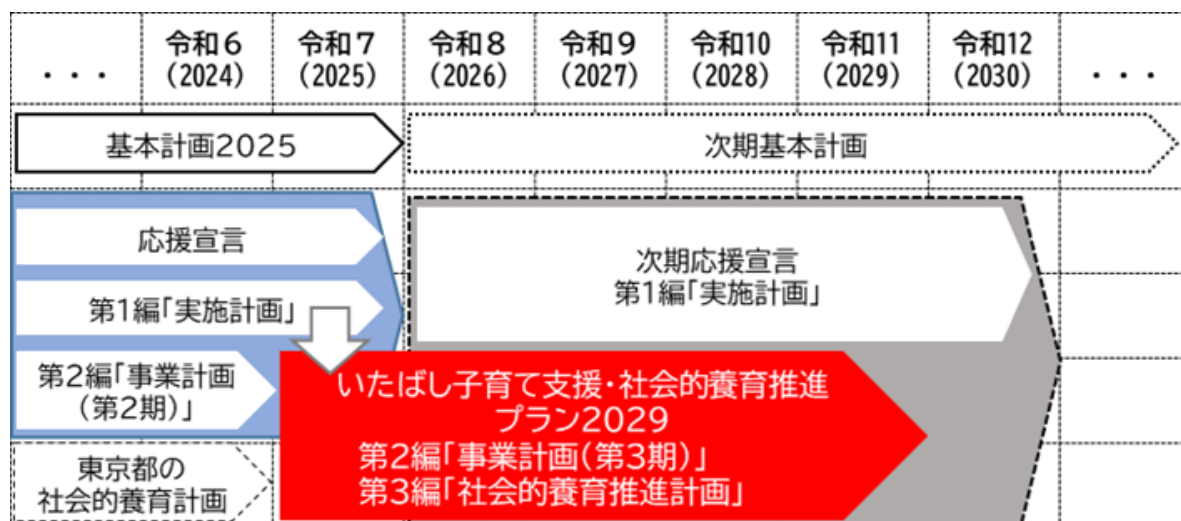 ・・・
令和6
(2024)
令和7
(2025)
令和8
(2026)
令和9
(2027)
令和10
(2028)
令和11
(2029)
令和12
(2030)
・・・
基本計画2025
次期基本計画
応援宣言
第1編「実施計画」
第2編「事業計画
(第2期)」
東京都の
社会的養育計画
次期応援宣言
第1編「実施計画」
いたばし子育て支援・社会的養育推進
プラン2029
第2編「事業計画(第3期)」
第3編「社会的養育推進計画」